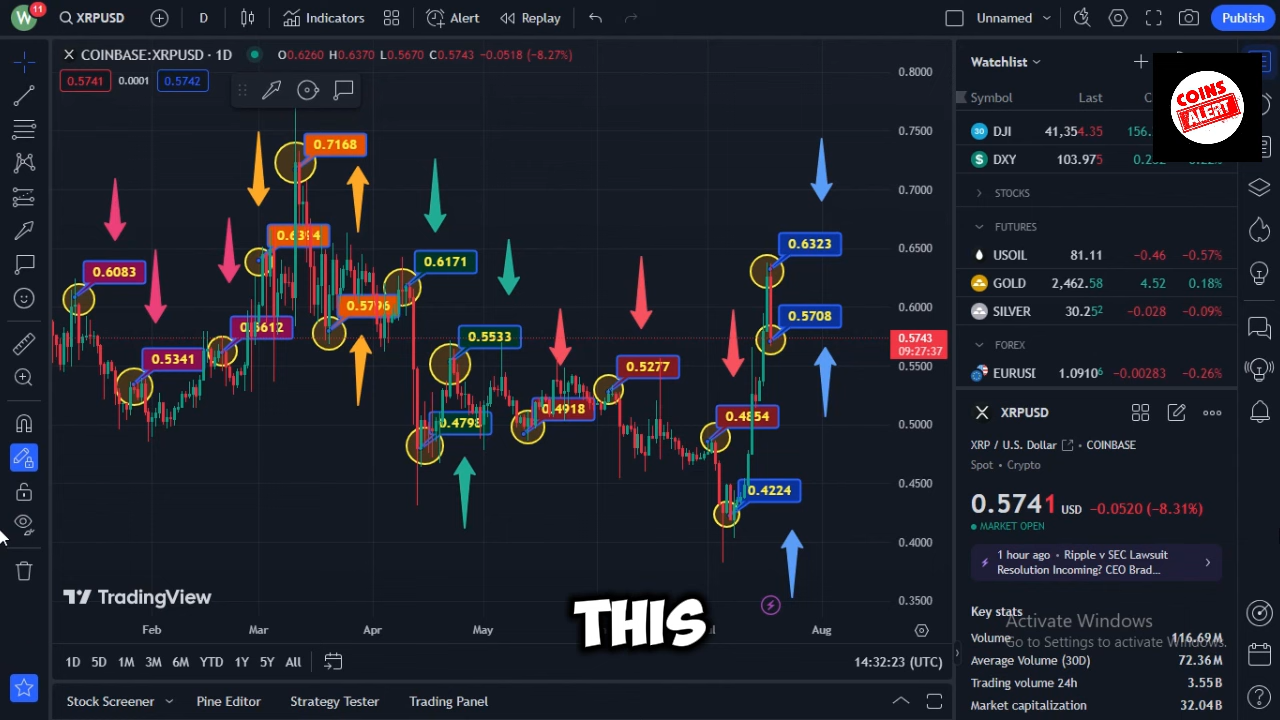 W 11 XRPUSD D Indicators Alert Replay Unnamed Publish
COINBASE:XRPUSD · 1D O0.6260 H0.6370 L0.5670 C0.5743 -0.0518 (-8.27%)
0.5741 0.0001 0.5742
Watchlist
Symbol Last
COINS
ALERT
DJI 41,354.35 156.
30
DXY 103.975
STOCKS
FUTURES
USOIL 81.11 -0.46 -0.57%
GOLD 2,462.58 4.52 0.18%
SILVER 30.252 -0.028 -0.09%
FOREX
EURUSI 1.09106 -0.00283 -0.26%
0.8000
0.7500
0.7000
0.6500
0.6000
0.5743
09:27:37
0.5500
0.5000
0.4500
0.4000
0.3500
0.7168
0.6394
0.6083
0.6171
0.6323
0.5796
0.5708
0.5612
0.5533
0.5341
0.5277
0.4918
0.4798
0.4854
0.4224
XRPUSD
XRP / U.S. Dollar COINBASE
Spot • Crypto
0.5741 USD -0.0520 (-8.31%)
MARKET OPEN
1 hour ago • Ripple v SEC Lawsuit
Resolution Incoming? CEO Brad...
Key stats
Volume 116.69M
Average Volume (30D) 72.36M
Trading volume 24h 3.55B
Market capitalization 32.04B
Activate Windows
Go to Settings to activate Windows.
TradingView
THIS
Feb Mar Apr May Aug
1D 5D 1M 3M 6M YTD 1Y 5Y All 14:32:23 (UTC)
Stock Screener Pine Editor Strategy Tester Trading Panel